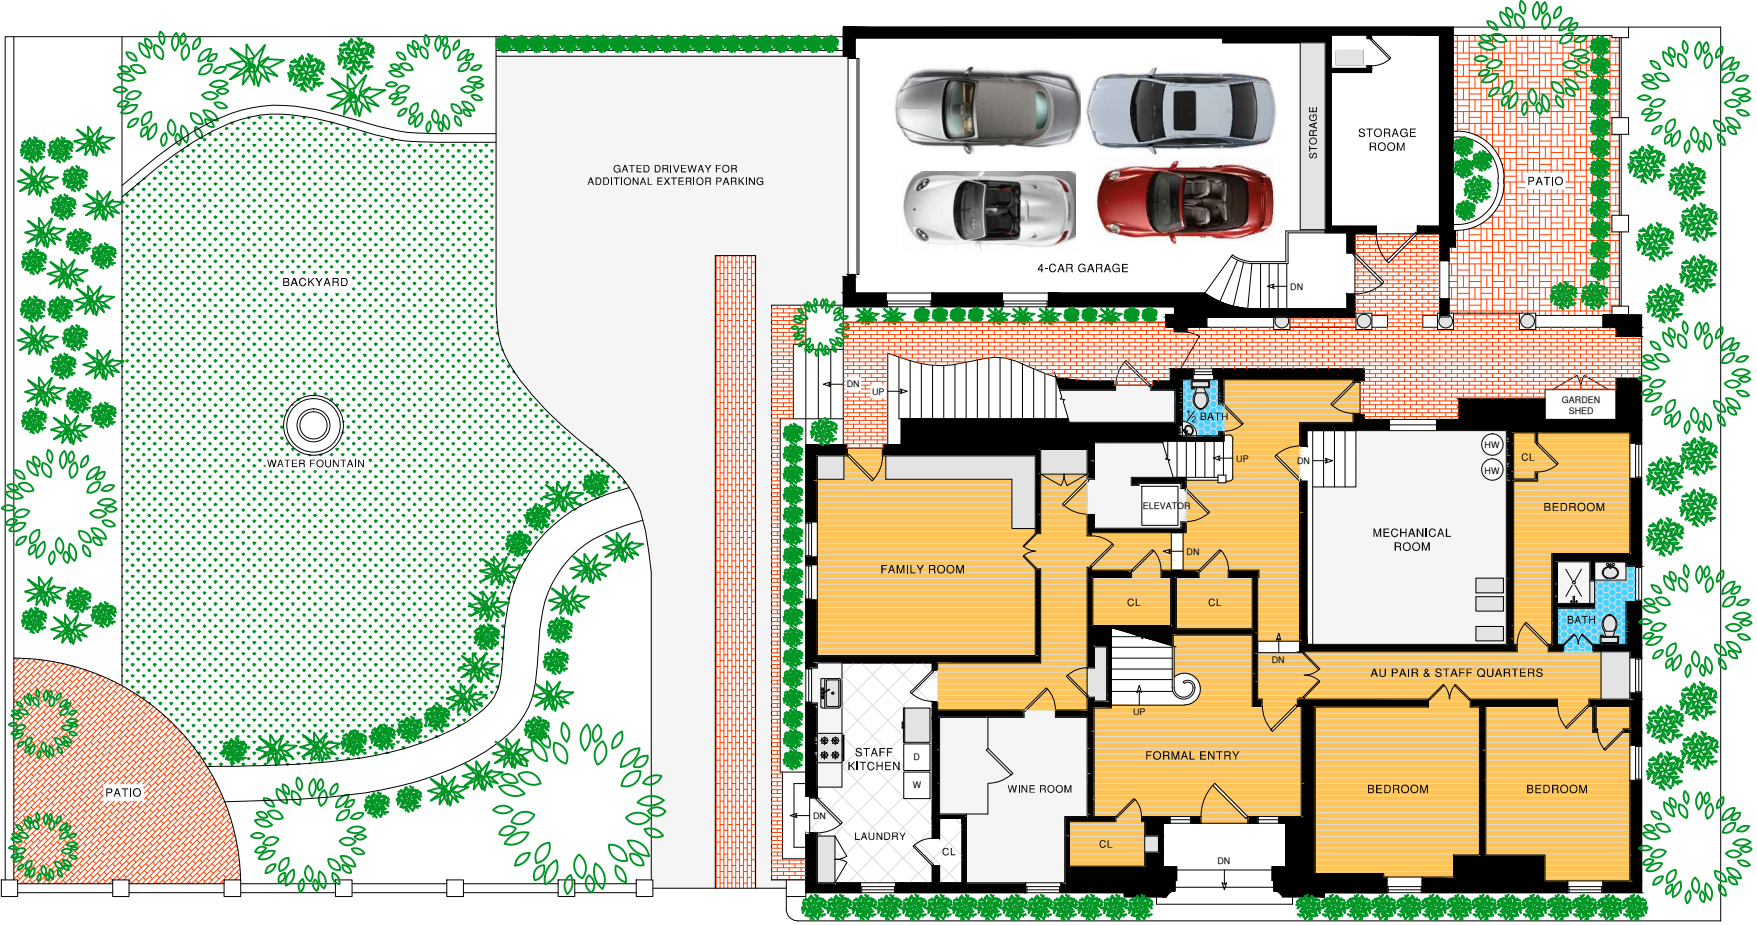 GATED DRIVEWAY FOR
ADDITIONAL EXTERIOR PARKING
STORAGE
STORAGE
ROOM
PATIO
4-CAR GARAGE
DN
BACKYARD
WATER FOUNTAIN
DN
UP
GARDEN
SHED
½ BATH
UP
DN
HW
HW
CL
BEDROOM
ELEVATOR
MECHANICAL
ROOM
DN
FAMILY ROOM
CL
CL
BATH
DN
AU PAIR & STAFF QUARTERS
UP
FORMAL ENTRY
STAFF
KITCHEN
D
W
WINE ROOM
BEDROOM
BEDROOM
PATIO
DN
LAUNDRY
CL
CL
DN